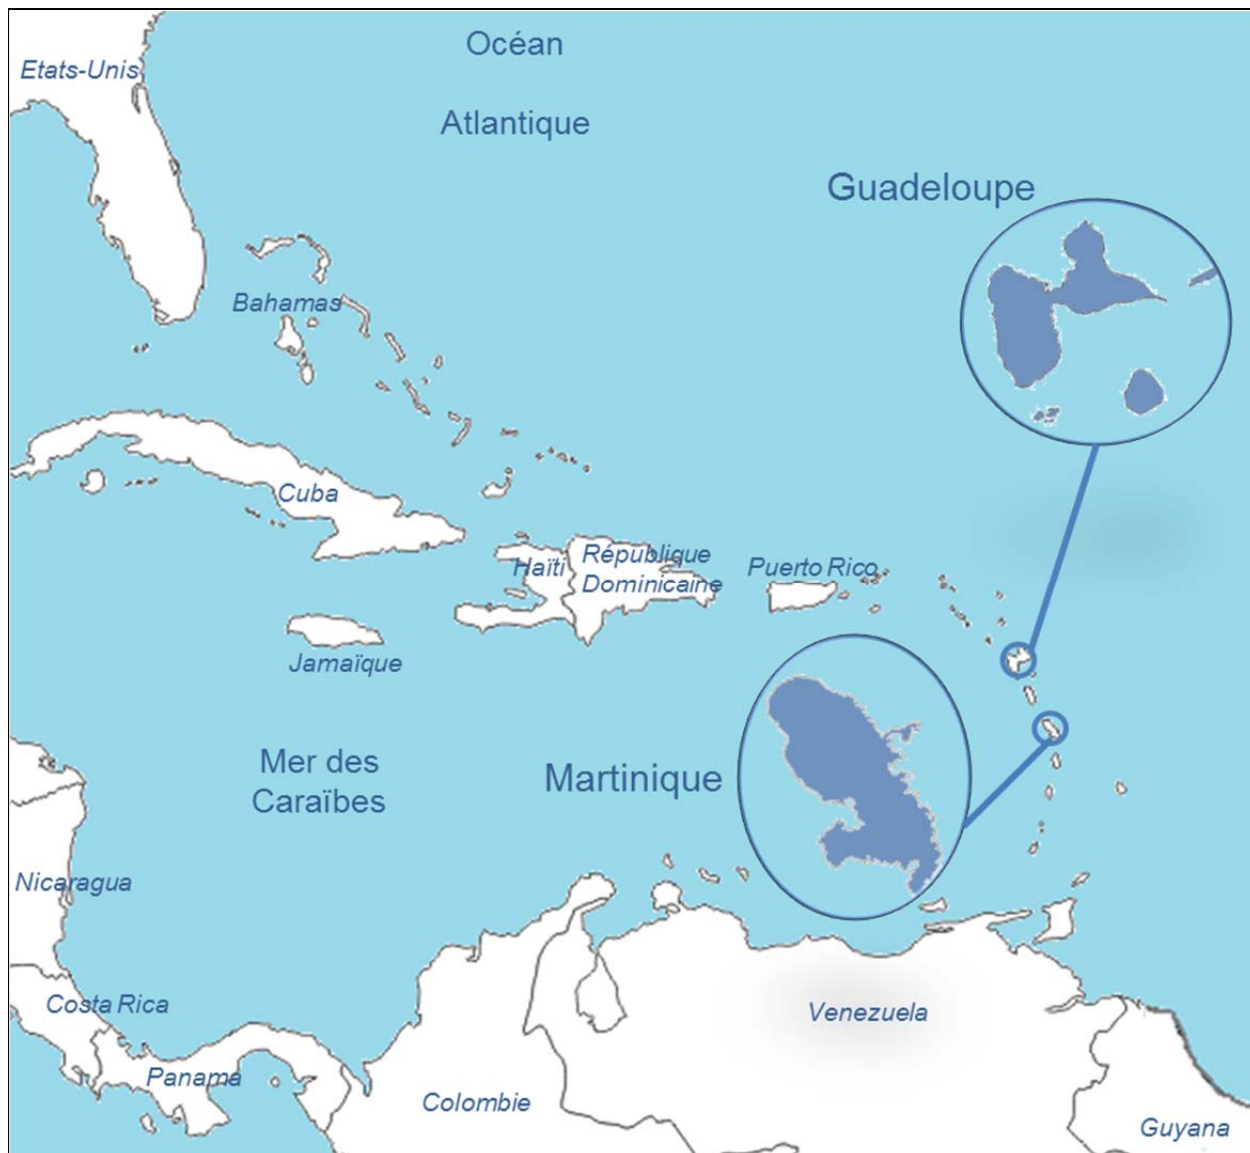 Océan
Etats-Unis
Atlantique
Guadeloupe
Bahamas
Cuba
République
Haïti
Puerto Rico
Dominicaine
Jamaïque
Mer des
Caraïbes
Martinique
Nicaragua
Costa Rica
Venezuela
Panama
Colombie
Guyana